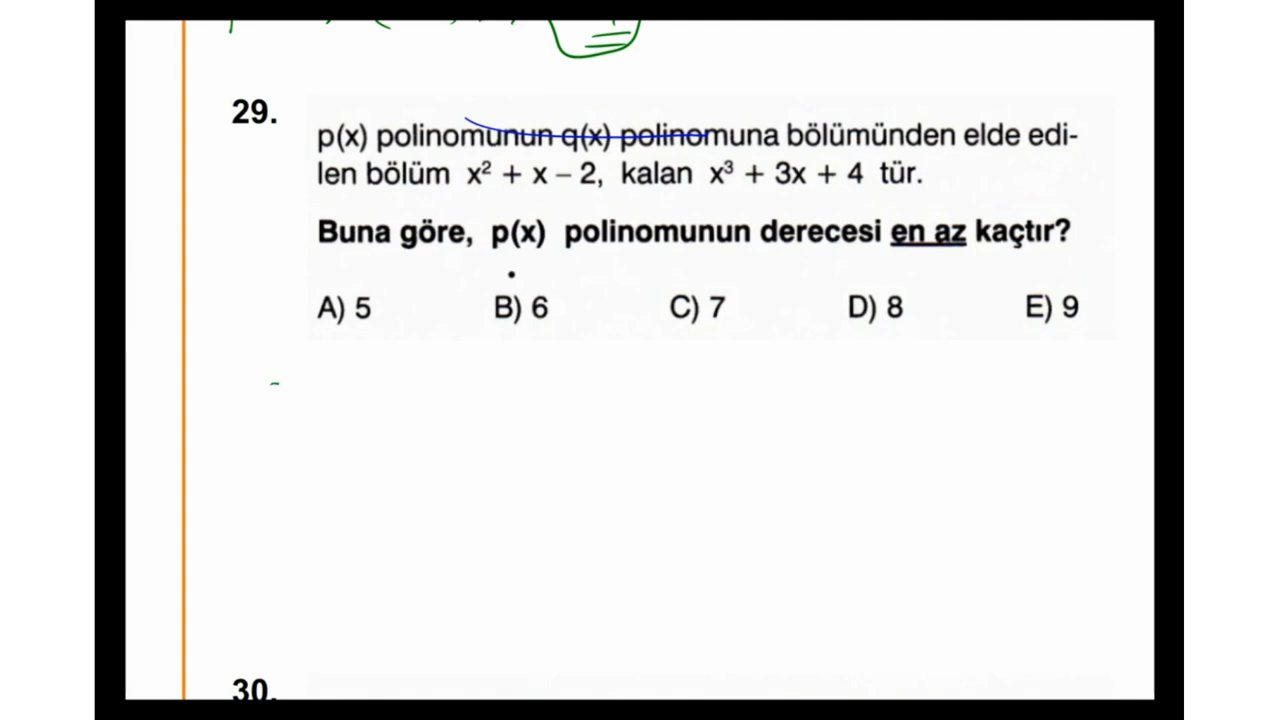 29.
p(x) polinomunun q(x) polinomuna bölümünden elde edi-
len bölüm x² + x – 2, kalan x³ + 3x + 4 tür.
Buna göre, p(x) polinomunun derecesi en az kaçtır?
A) 5 B) 6 C) 7 D) 8 E) 9
30.